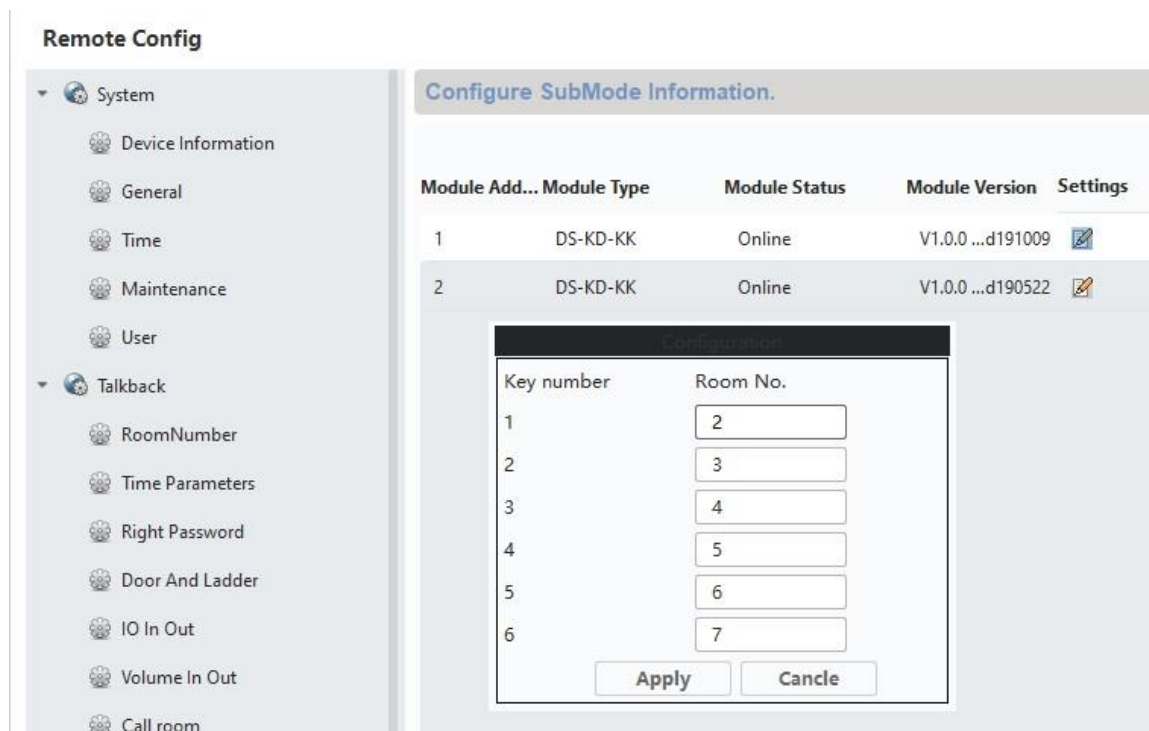 Remote Config
System
Device Information
General
Time
Maintenance
User
Talkback
RoomNumber
Time Parameters
Right Password
Door And Ladder
IO In Out
Volume In Out
Call room
Configure SubMode Information.
Module Add... Module Type Module Status Module Version Settings
1 DS-KD-KK Online V1.0.0 ...d191009
2 DS-KD-KK Online V1.0.0 ...d190522
Configuration
Key number Room No.
1 2
2 3
3 4
4 5
5 6
6 7
Apply Cancle